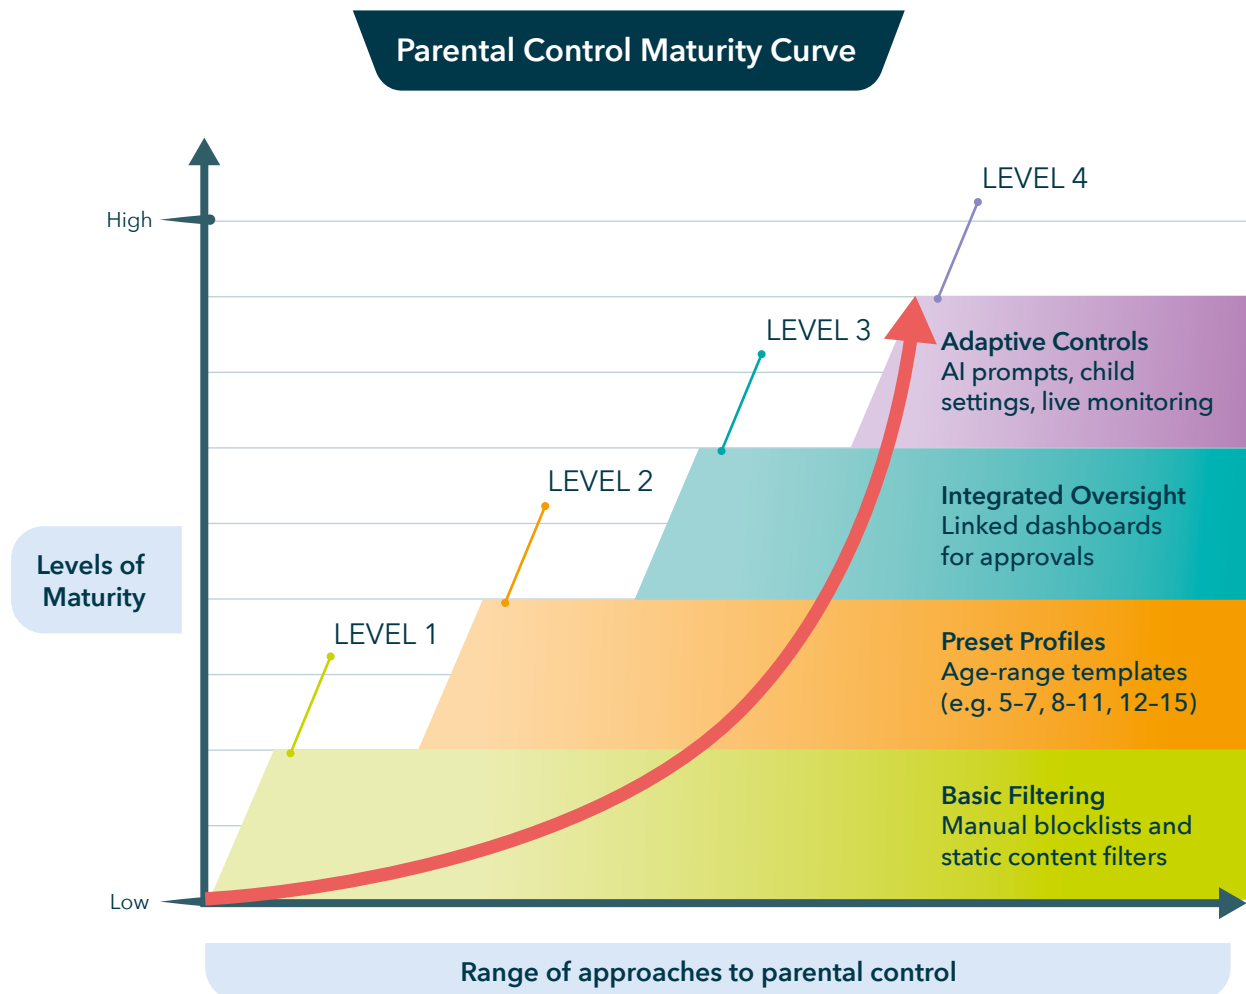 Parental Control Maturity Curve
LEVEL 4
High
LEVEL 3
Adaptive Controls
AI prompts, child
settings, live monitoring
LEVEL 2
Integrated Oversight
Linked dashboards
for approvals
Levels of
Maturity
LEVEL 1
Preset Profiles
Age-range templates
(e.g. 5–7, 8–11, 12–15)
Basic Filtering
Manual blocklists and
static content filters
Low
Range of approaches to parental control